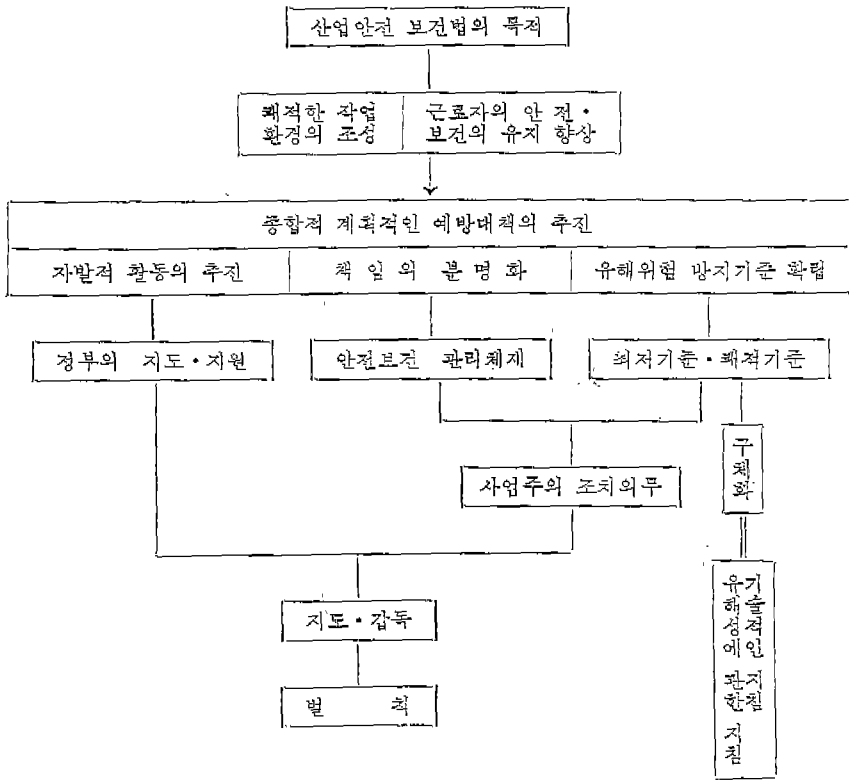 산업안전 보건법의 목적
쾌적한 작업
환경의 조성
근로자의 안 전·
보건의 유지 향상
종합적 계획적인 예방대책의 추진
자발적 활동의 추진
책 임 의 분 명 화
유해위험 방지기준 확립
정부의 지도·지원
안전보건 관리체제
최저기준·쾌적기준
구체화
사업주의 조치의무
기술적인 지침
유해성에 관한 지침
지도·감독
벌 칙